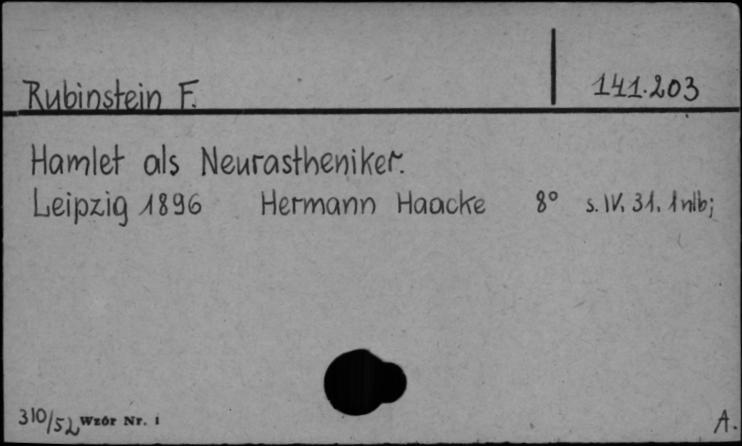 Rubinstein F. 141.203
Hamlet als Neurastheniker.
Leipzig 1896 Hermann Haacke 8° s. IV. 31. 1 nlb;
310/52 Wzór Nr. 1 A.